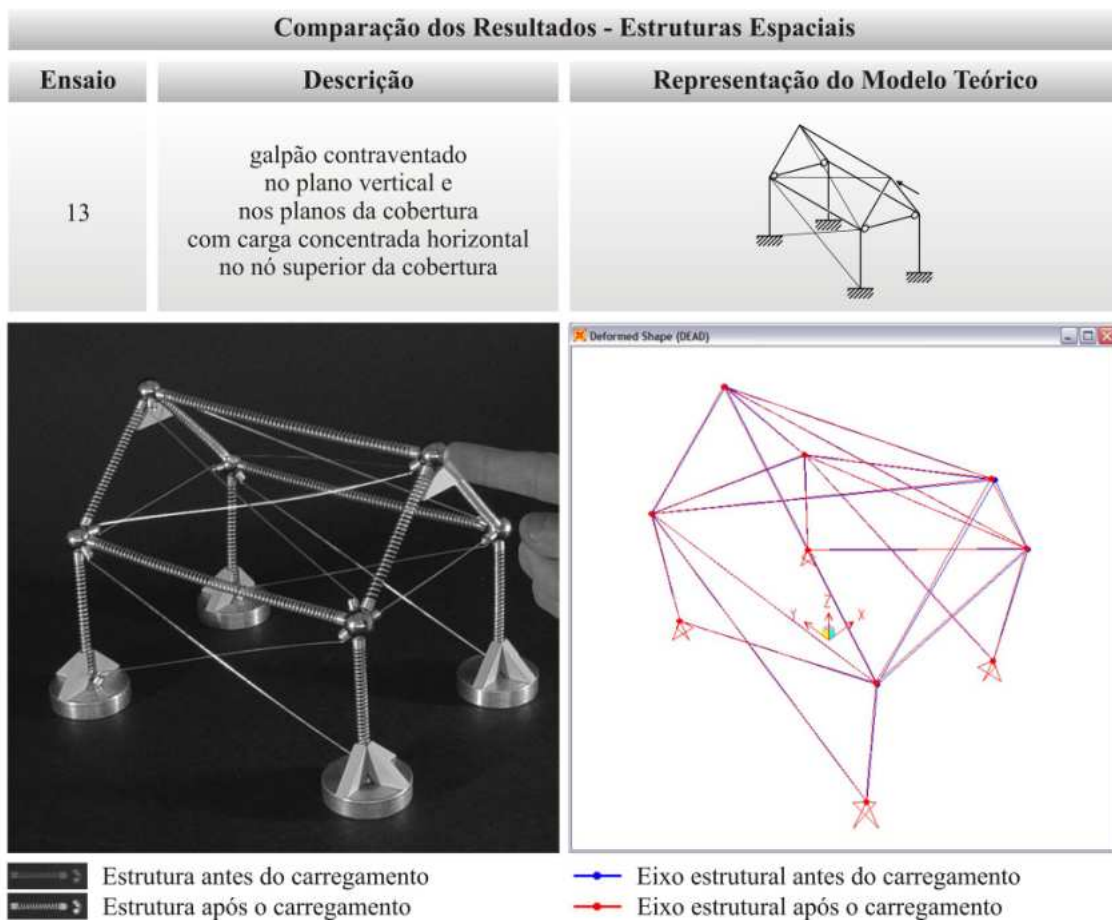 Comparação dos Resultados - Estruturas Espaciais
Ensaio
Descrição
Representação do Modelo Teórico
13
galpão contraventado
no plano vertical e
nos planos da cobertura
com carga concentrada horizontal
no nó superior da cobertura
Deformed Shape (DEAD)
Z
Y
X
Estrutura antes do carregamento
Eixo estrutural antes do carregamento
Estrutura após o carregamento
Eixo estrutural após o carregamento